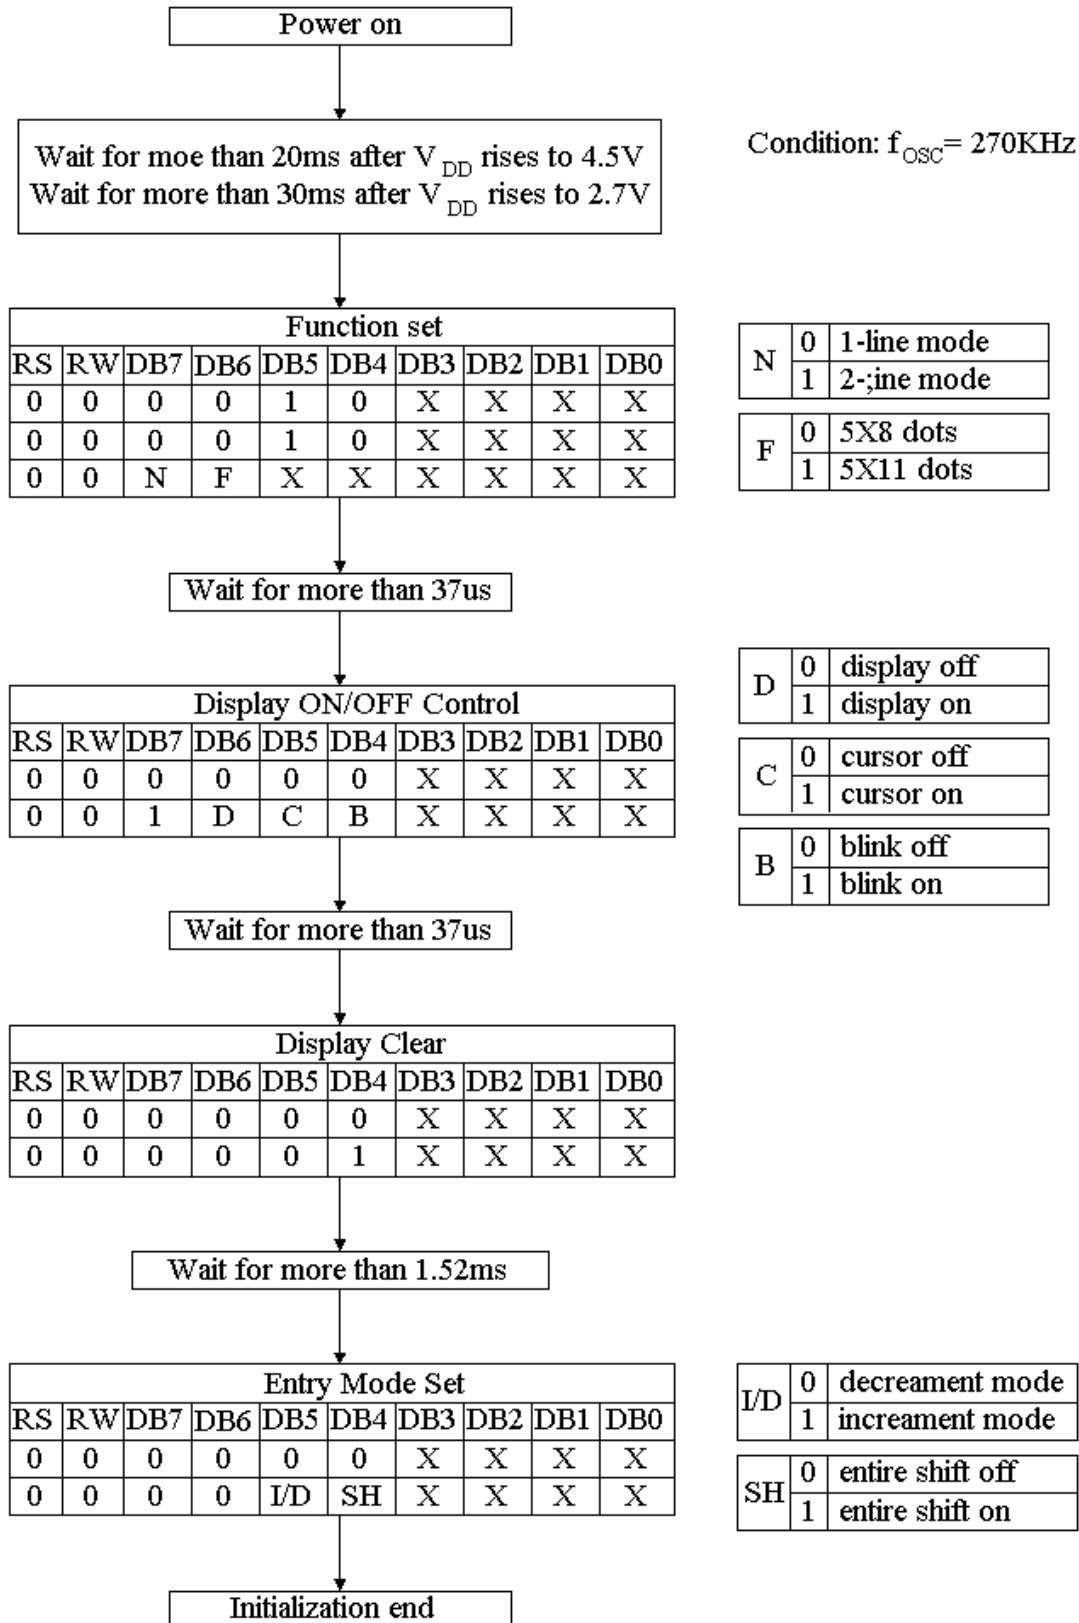 Power on
Wait for moe than 20ms after VDD rises to 4.5V
Wait for more than 30ms after VDD rises to 2.7V
Condition: fOSC= 270KHz
Function set
RS RW DB7 DB6 DB5 DB4 DB3 DB2 DB1 DB0
0 0 0 0 1 0 X X X X
0 0 0 0 1 0 X X X X
0 0 N F X X X X X X
N
0 1-line mode
1 2-;ine mode
F
0 5X8 dots
1 5X11 dots
Wait for more than 37us
Display ON/OFF Control
RS RW DB7 DB6 DB5 DB4 DB3 DB2 DB1 DB0
0 0 0 0 0 0 X X X X
0 0 1 D C B X X X X
D
0 display off
1 display on
C
0 cursor off
1 cursor on
B
0 blink off
1 blink on
Wait for more than 37us
Display Clear
RS RW DB7 DB6 DB5 DB4 DB3 DB2 DB1 DB0
0 0 0 0 0 0 X X X X
0 0 0 0 0 1 X X X X
Wait for more than 1.52ms
Entry Mode Set
RS RW DB7 DB6 DB5 DB4 DB3 DB2 DB1 DB0
0 0 0 0 0 0 X X X X
0 0 0 0 I/D SH X X X X
I/D
0 decreament mode
1 increament mode
SH
0 entire shift off
1 entire shift on
Initialization end